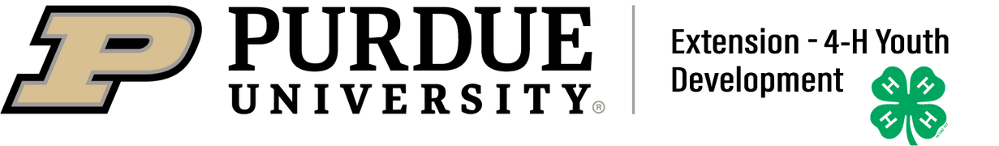 P
PURDUE
UNIVERSITY®
Extension - 4-H Youth
Development
H H
H H